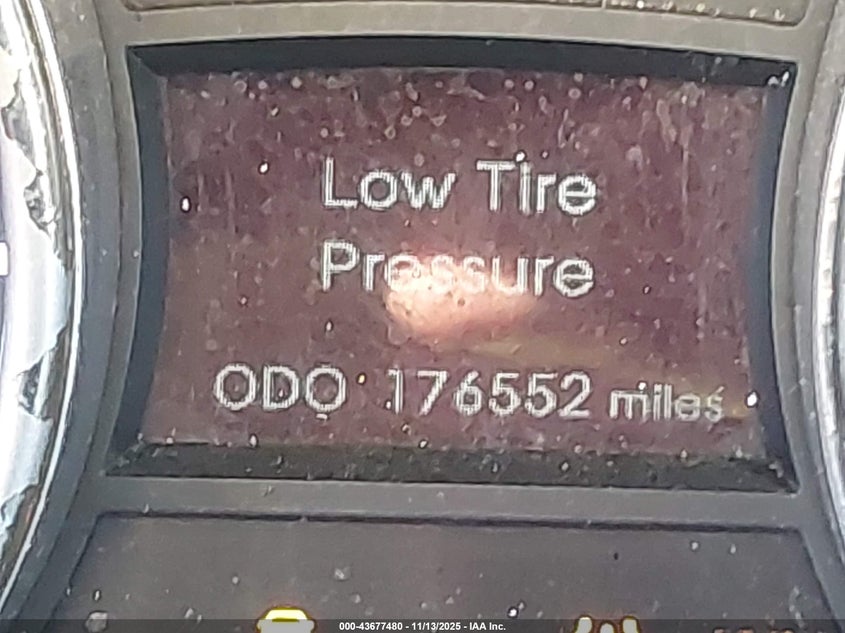 Low Tire
Pressure
ODO 176552 miles
000-43677480 - 11/13/2025 - IAA Inc.